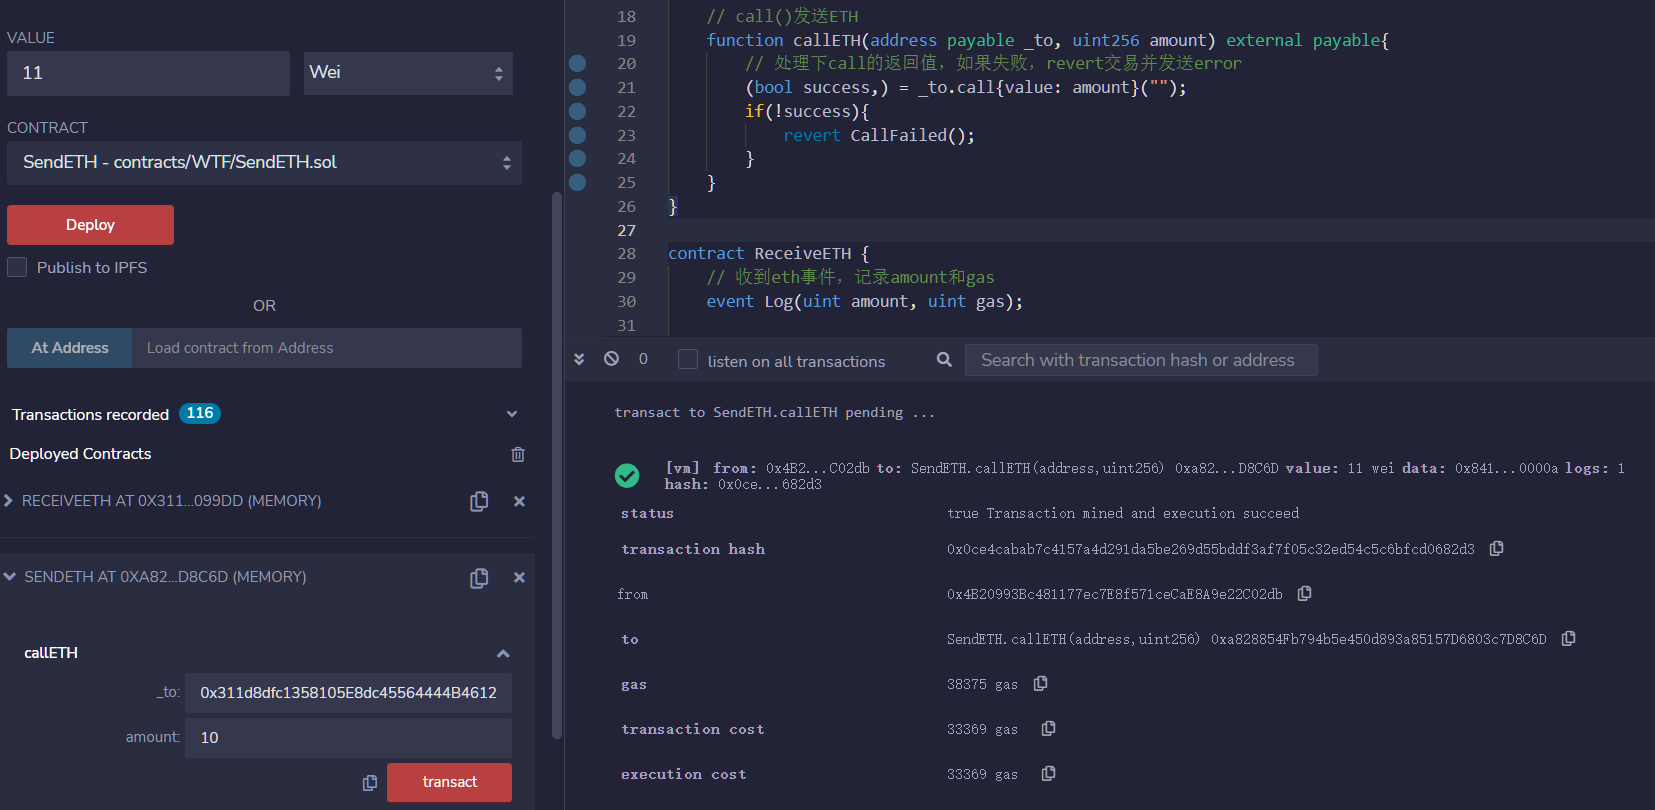 VALUE
11
Wei
CONTRACT
SendETH - contracts/WTF/SendETH.sol
Deploy
Publish to IPFS
OR
At Address
Load contract from Address
Transactions recorded 116
Deployed Contracts
RECEIVEETH AT 0X311...099DD (MEMORY)
SENDETH AT 0XA82...D8C6D (MEMORY)
callETH
_to: 0x311d8dfc1358105E8dc45564444B4612
amount: 10
transact
18 // call()发送ETH
19 function callETH(address payable _to, uint256 amount) external payable{
20 // 处理下call的返回值，如果失败，revert交易并发送error
21 (bool success,) = _to.call{value: amount}("");
22 if(!success){
23 revert CallFailed();
24 }
25 }
26 }
27
28 contract ReceiveETH {
29 // 收到eth事件，记录amount和gas
30 event Log(uint amount, uint gas);
31
0 listen on all transactions Search with transaction hash or address
transact to SendETH.callETH pending ...
[vm] from: 0x4B2...C02db to: SendETH.callETH(address,uint256) 0xa82...D8C6D value: 11 wei data: 0x841...0000a logs: 1
hash: 0x0ce...682d3
status true Transaction mined and execution succeed
transaction hash 0x0ce4cabab7c4157a4d291da5be269d55bddf3af7f05c32ed54c5c6bfcd0682d3
from 0x4B20993Bc481177ec7E8f571ceCaE8A9e22C02db
to SendETH.callETH(address,uint256) 0xa828854Fb794b5e450d893a85157D6803c7D8C6D
gas 38375 gas
transaction cost 33369 gas
execution cost 33369 gas